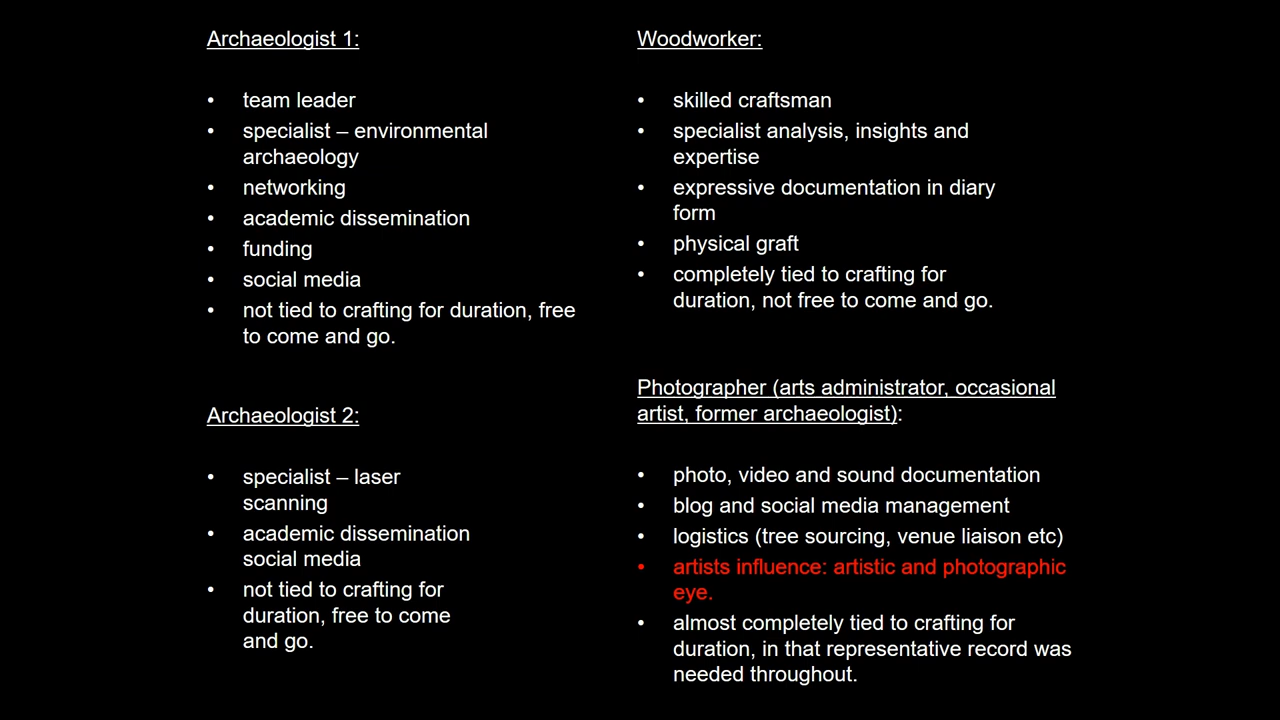 Archaeologist 1:
• team leader
• specialist – environmental
archaeology
• networking
• academic dissemination
• funding
• social media
• not tied to crafting for duration, free
to come and go.
Archaeologist 2:
• specialist – laser
scanning
• academic dissemination
social media
• not tied to crafting for
duration, free to come
and go.
Woodworker:
• skilled craftsman
• specialist analysis, insights and
expertise
• expressive documentation in diary
form
• physical graft
• completely tied to crafting for
duration, not free to come and go.
Photographer (arts administrator, occasional
artist, former archaeologist):
• photo, video and sound documentation
• blog and social media management
• logistics (tree sourcing, venue liaison etc)
• artists influence: artistic and photographic
eye.
• almost completely tied to crafting for
duration, in that representative record was
needed throughout.